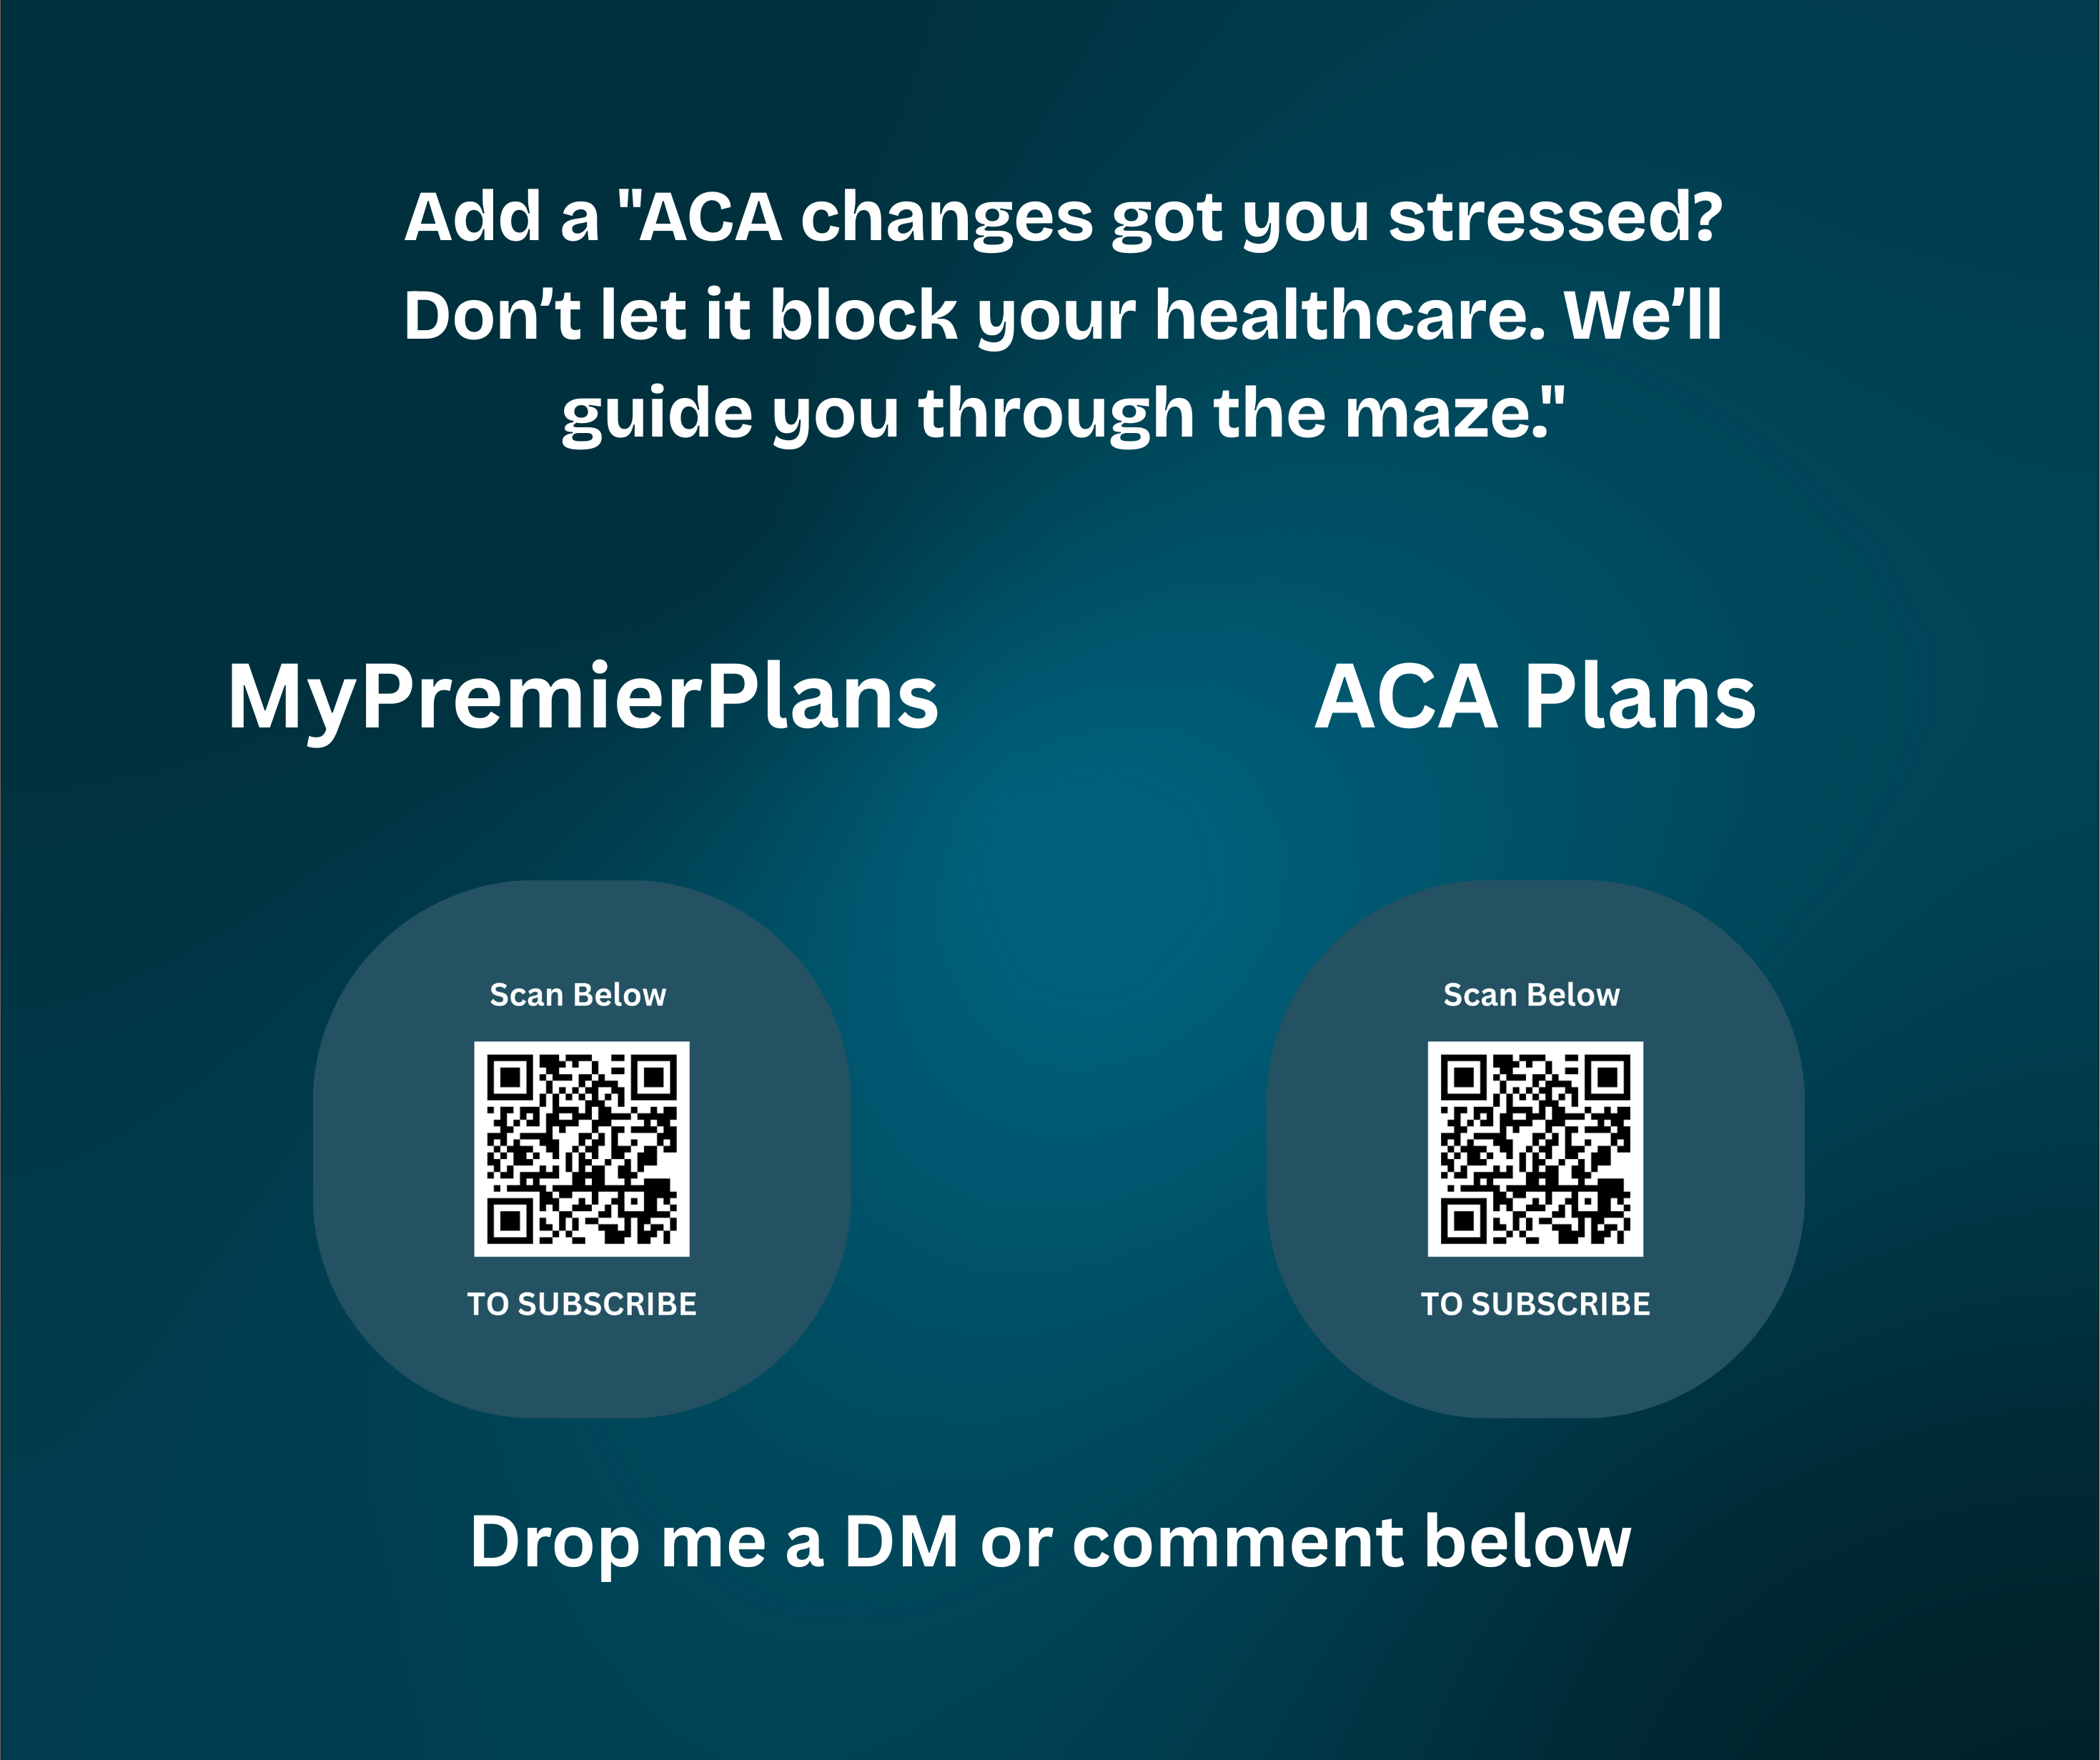 Add a "ACA changes got you stressed?
Don’t let it block your healthcare. We’ll
guide you through the maze."
MyPremierPlans
ACA Plans
Scan Below
Scan Below
TO SUBSCRIBE
TO SUBSCRIBE
Drop me a DM or comment below